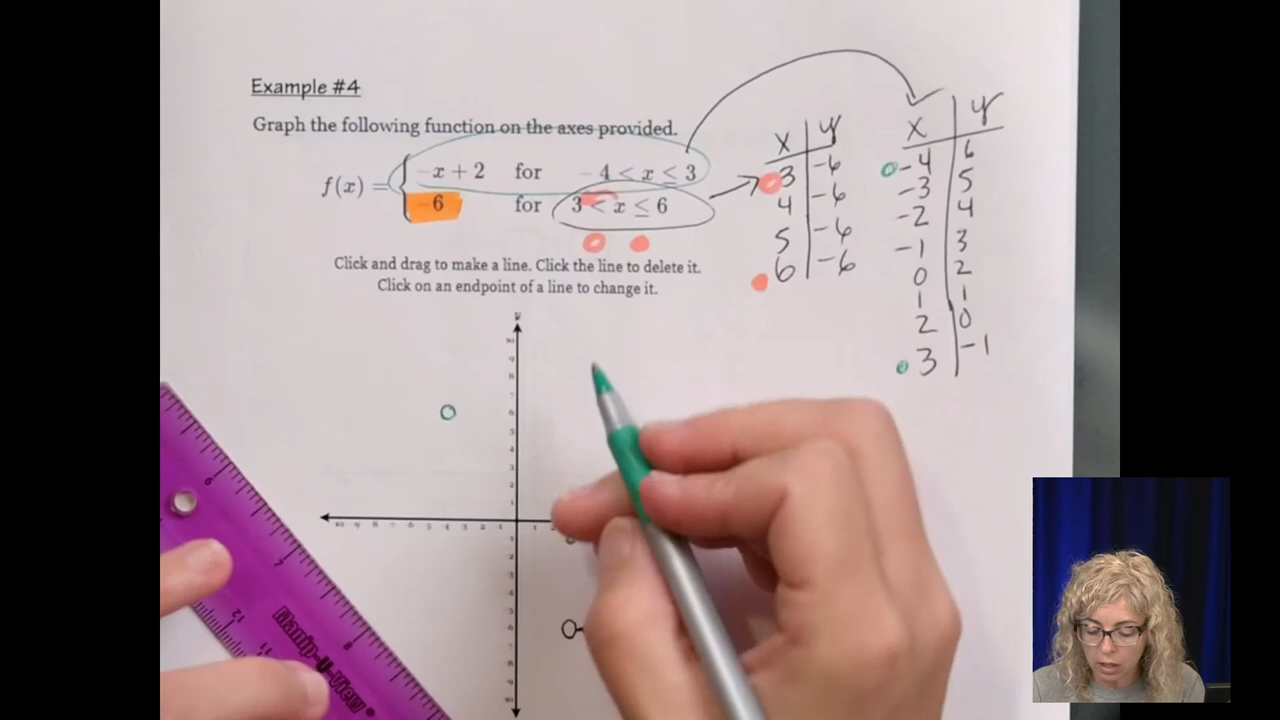 Example #4
Graph the following function on the axes provided.
f(x) = { -x + 2 for -4 < x ≤ 3
-6 for 3 < x ≤ 6
Click and drag to make a line. Click the line to delete it.
Click on an endpoint of a line to change it.
x | y
3 | -6
4 | -6
5 | -6
6 | -6
x | y
-4 | 6
-3 | 5
-2 | 4
-1 | 3
0 | 2
1 | 1
2 | 0
3 | -1
y
Manip-U-View